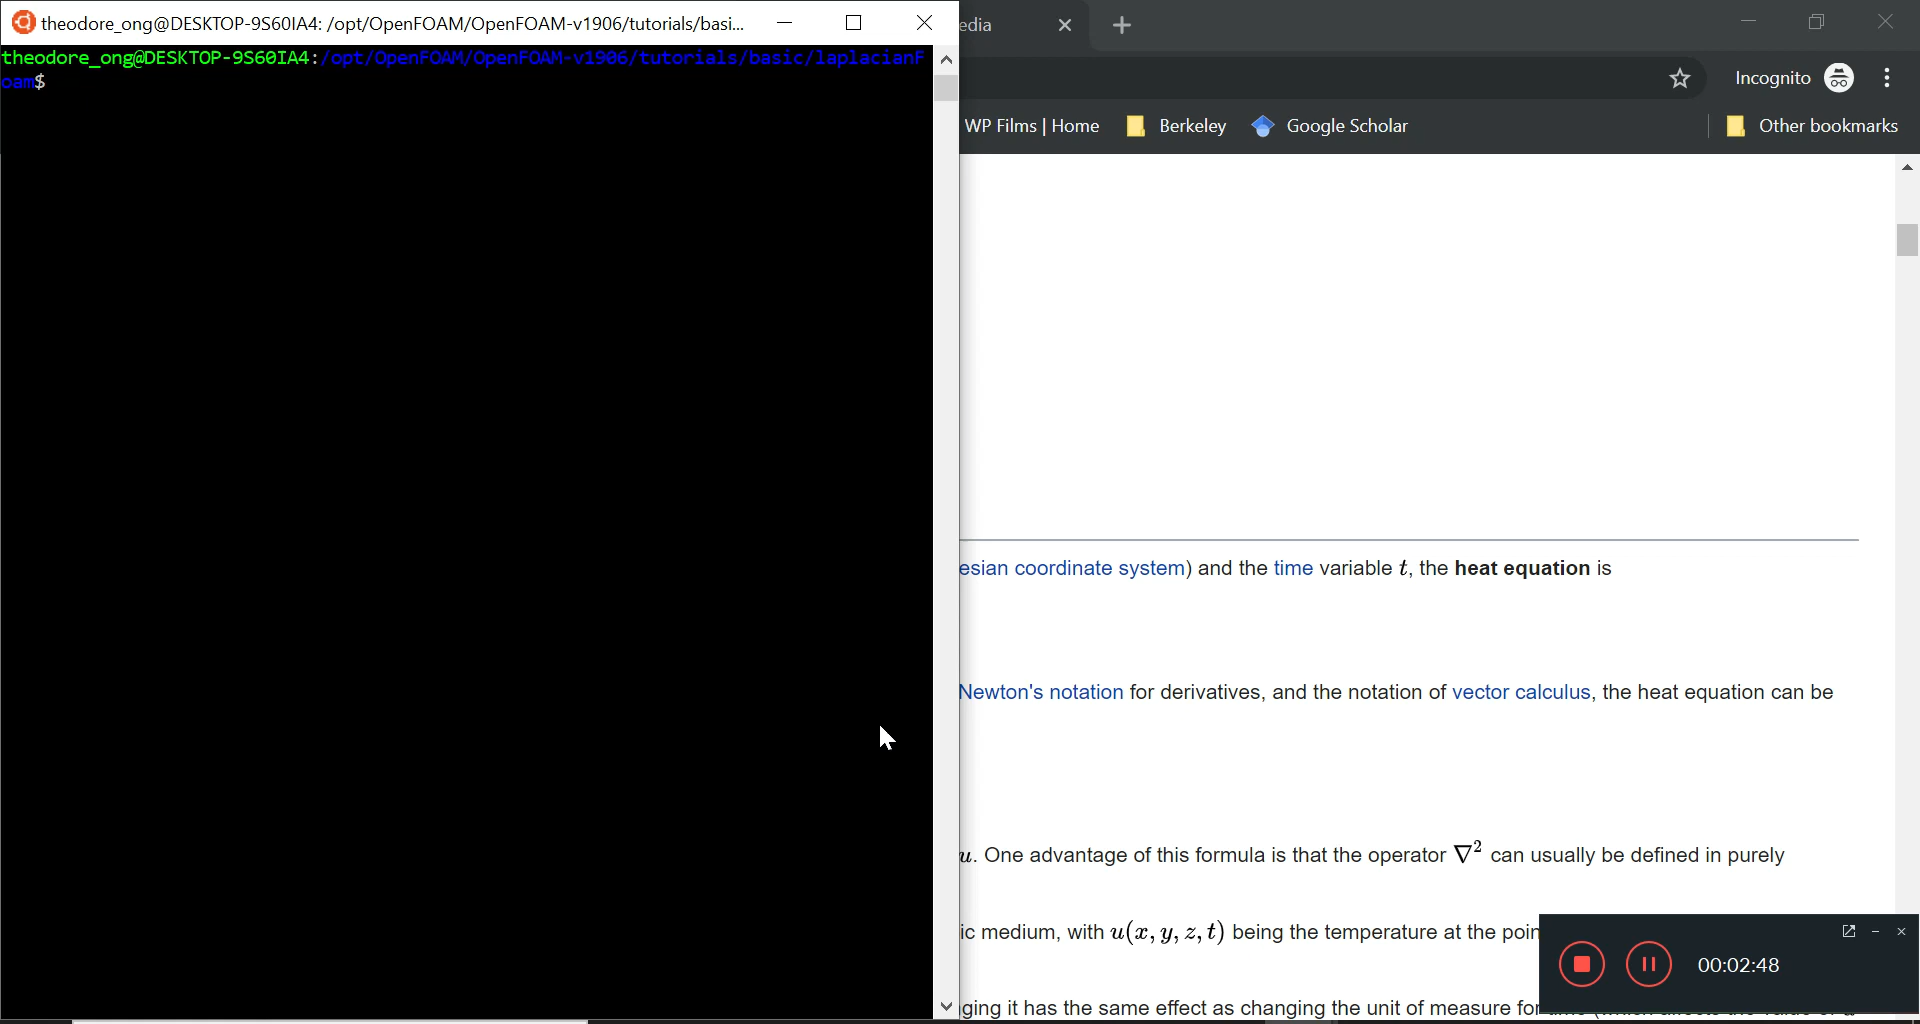 theodore_ong@DESKTOP-9S60IA4: /opt/OpenFOAM/OpenFOAM-v1906/tutorials/basi...
theodore_ong@DESKTOP-9S60IA4:/opt/OpenFOAM/OpenFOAM-v1906/tutorials/basic/laplacianF
oam$
edia
Incognito
WP Films | Home Berkeley Google Scholar Other bookmarks
esian coordinate system) and the time variable t, the heat equation is
Newton's notation for derivatives, and the notation of vector calculus, the heat equation can be
u. One advantage of this formula is that the operator ∇² can usually be defined in purely
ic medium, with u(x, y, z, t) being the temperature at the poin
00:02:48
ging it has the same effect as changing the unit of measure for